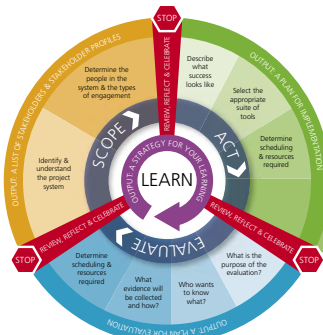 STOP
REVIEW, REFLECT & CELEBRATE
OUTPUT: A LIST OF STAKEHOLDERS & STAKEHOLDER PROFILES
Determine the
people in the
system & the types
of engagement
Identify &
understand
the project
system
SCOPE
OUTPUT: A PLAN FOR IMPLEMENTATION
Describe
what
success
looks like
Select the
appropriate
suite of
tools
Determine
scheduling
& resources
required
ACT
OUTPUT: A STRATEGY FOR YOUR LEARNING
LEARN
REVIEW, REFLECT & CELEBRATE
STOP
REVIEW, REFLECT & CELEBRATE
STOP
EVALUATE
What is the
purpose of the
evaluation?
Who wants to
know what?
What
evidence will
be collected
and how?
Determine
scheduling &
resources
required
OUTPUT: A PLAN FOR EVALUATION